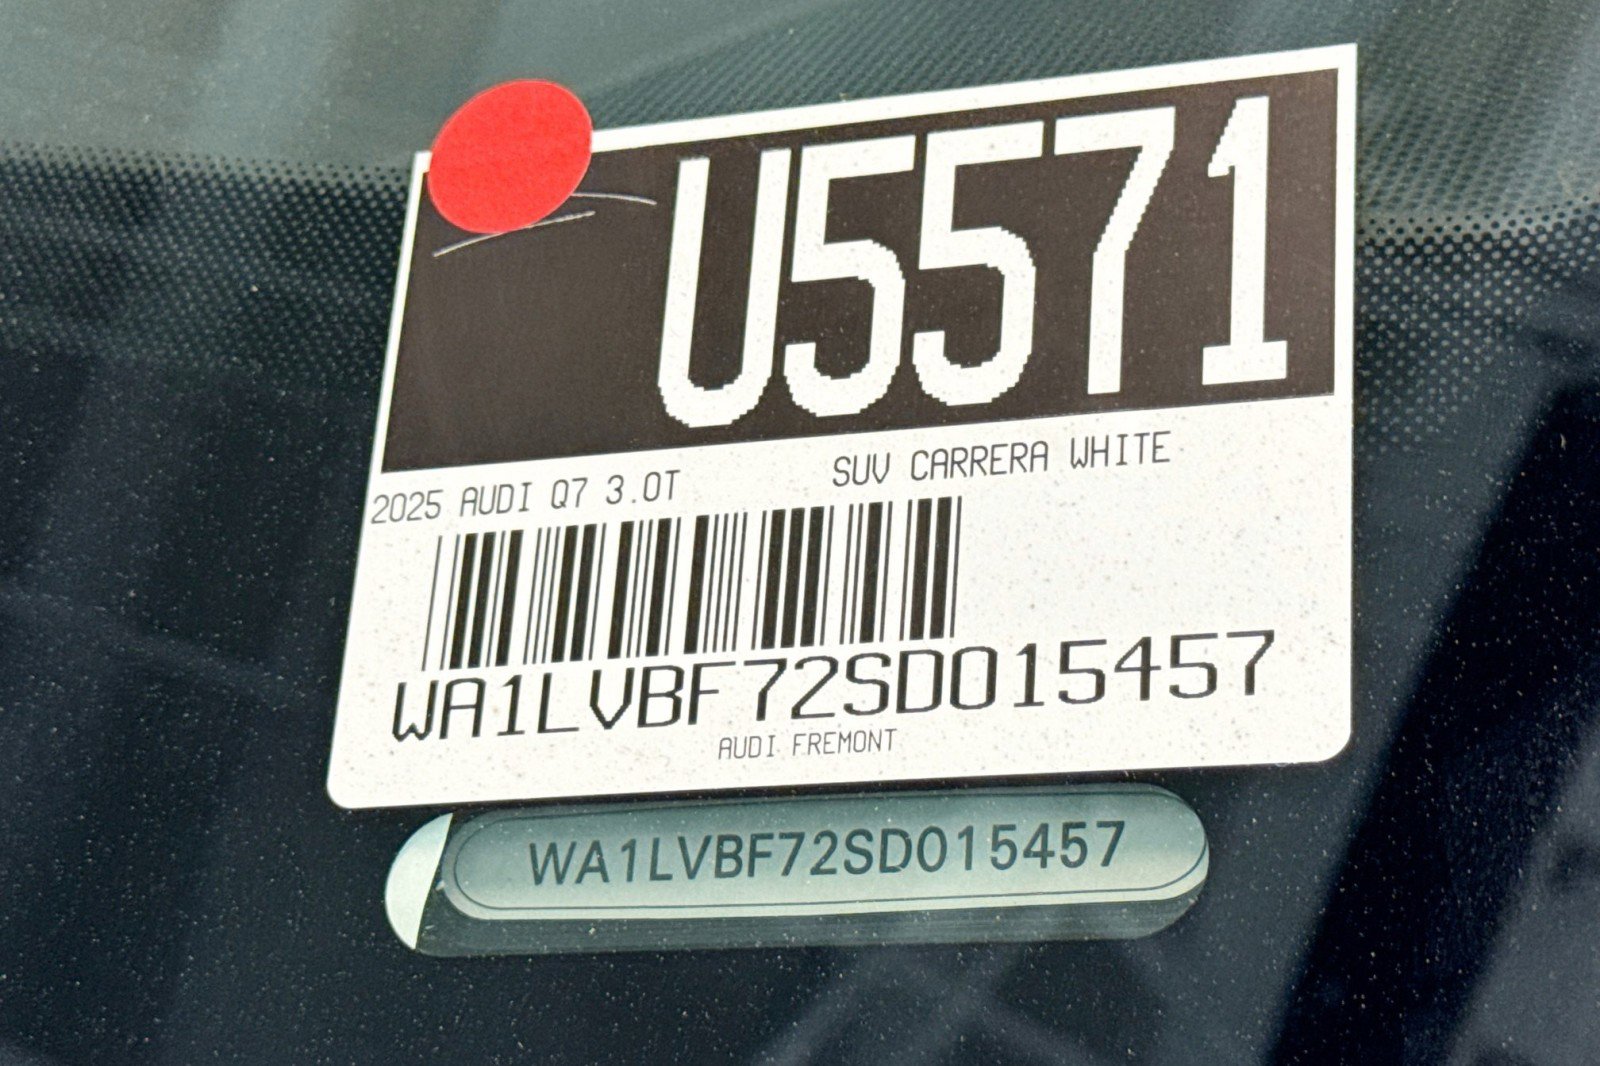 U5571
2025 AUDI Q7 3.0T SUV CARRERA WHITE
WA1LVBF72SD015457
AUDI FREMONT
WA1LVBF72SD015457